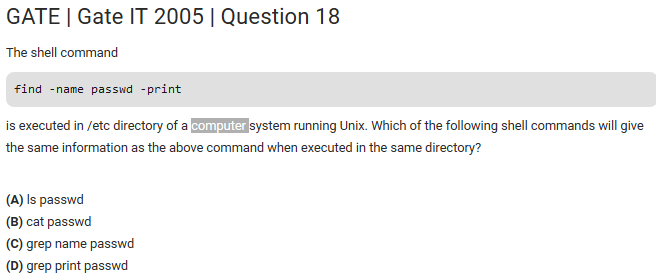 GATE | Gate IT 2005 | Question 18
The shell command
find -name passwd -print
is executed in /etc directory of a computer system running Unix. Which of the following shell commands will give
the same information as the above command when executed in the same directory?
(A) ls passwd
(B) cat passwd
(C) grep name passwd
(D) grep print passwd